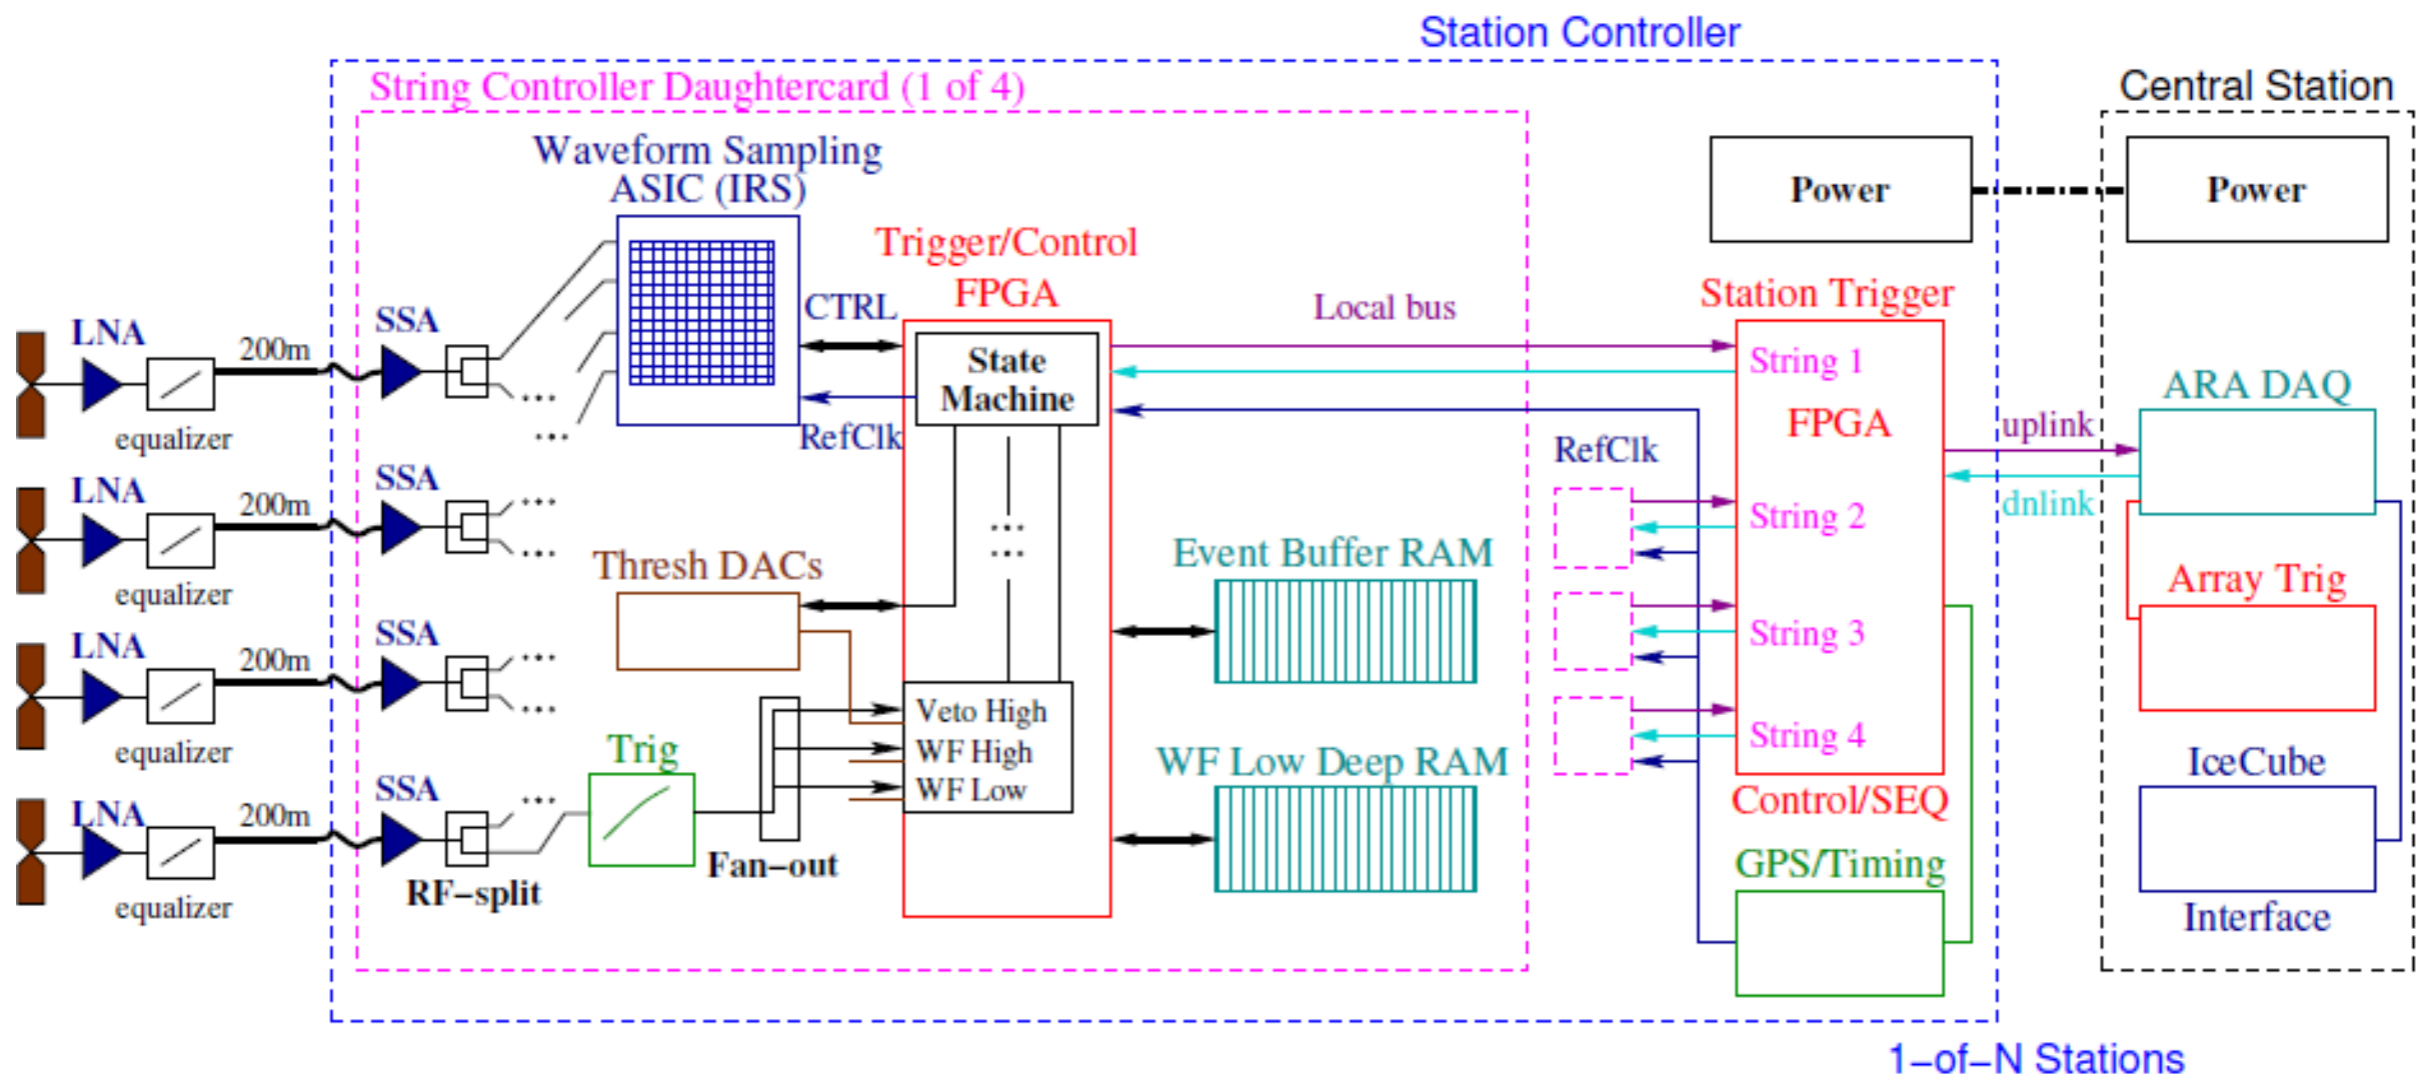 Station Controller
String Controller Daughtercard (1 of 4)
Central Station
Waveform Sampling
ASIC (IRS)
Power
Power
Trigger/Control
FPGA
Station Trigger
CTRL
Local bus
LNA
SSA
200m
State
Machine
String 1
equalizer
RefClk
FPGA
ARA DAQ
uplink
dnlink
RefClk
LNA
SSA
200m
...
...
...
...
...
String 2
equalizer
Thresh DACs
Event Buffer RAM
Array Trig
LNA
SSA
200m
...
...
String 3
equalizer
Veto High
WF High
WF Low
Trig
WF Low Deep RAM
String 4
IceCube
LNA
SSA
200m
...
Control/SEQ
equalizer
RF-split
Fan-out
GPS/Timing
Interface
1-of-N Stations